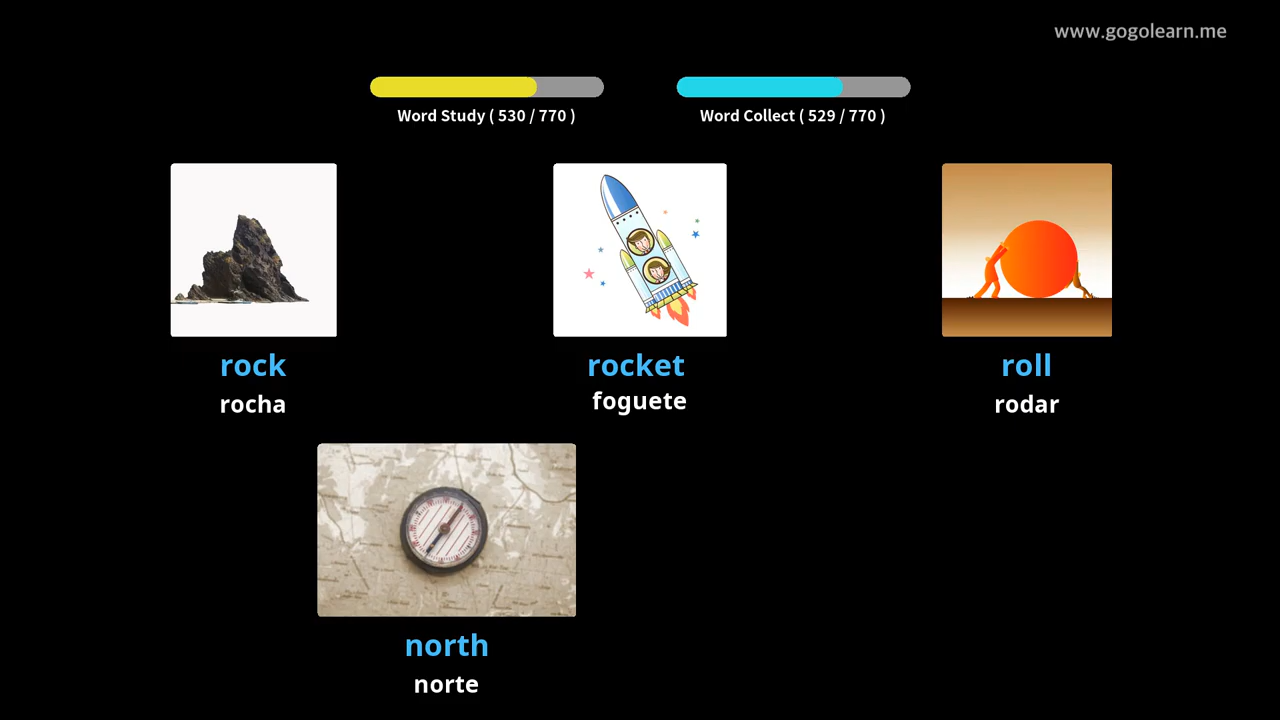 www.gogolearn.me
Word Study ( 530 / 770 )
Word Collect ( 529 / 770 )
rock
rocha
rocket
foguete
roll
rodar
north
norte